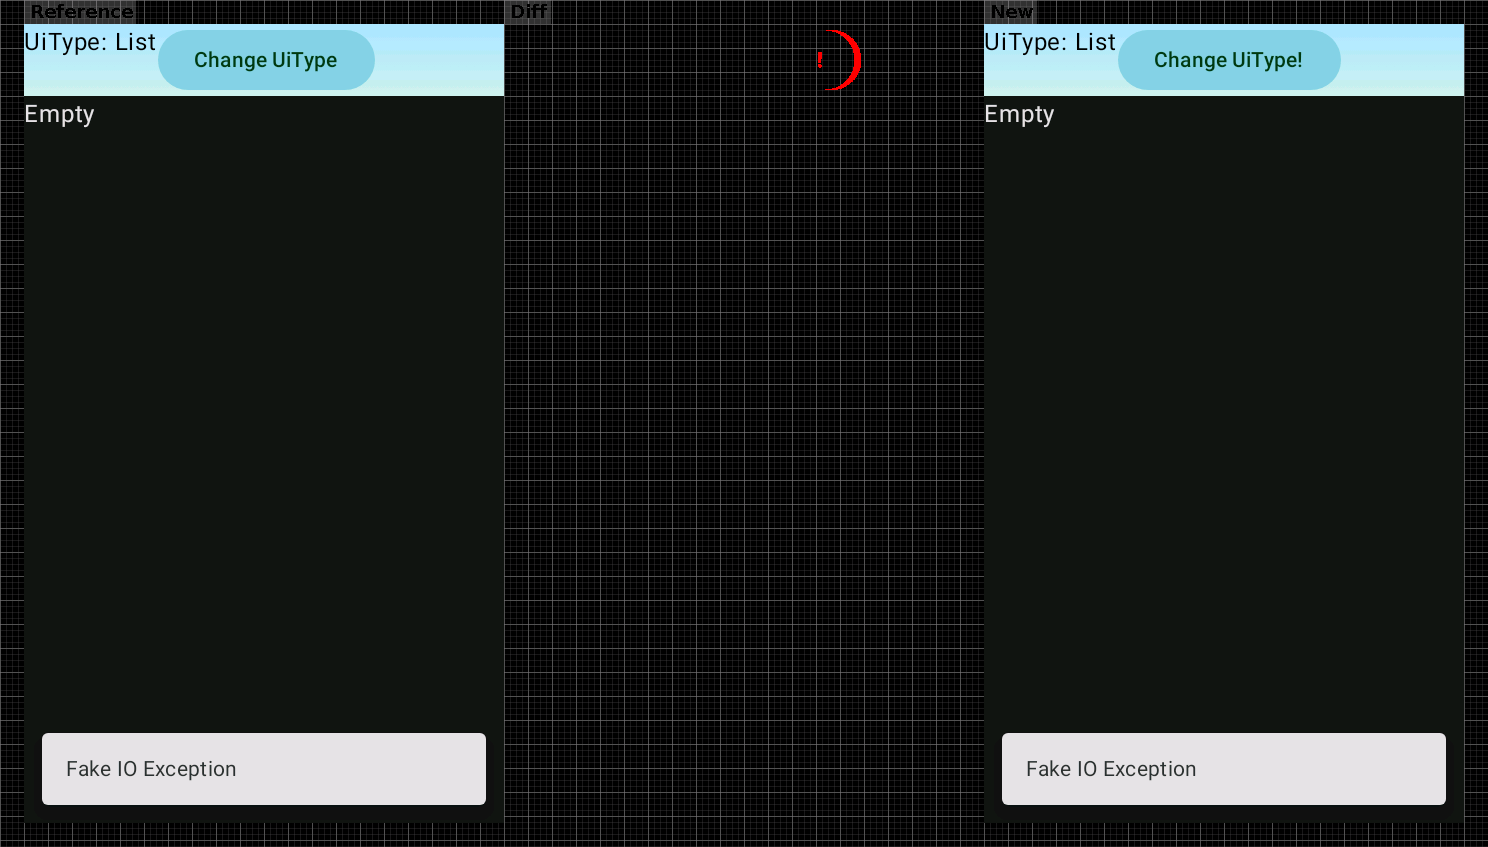 Reference
Diff
New
UiType: List
Change UiType
UiType: List
Change UiType!
Empty
Empty
Fake IO Exception
Fake IO Exception